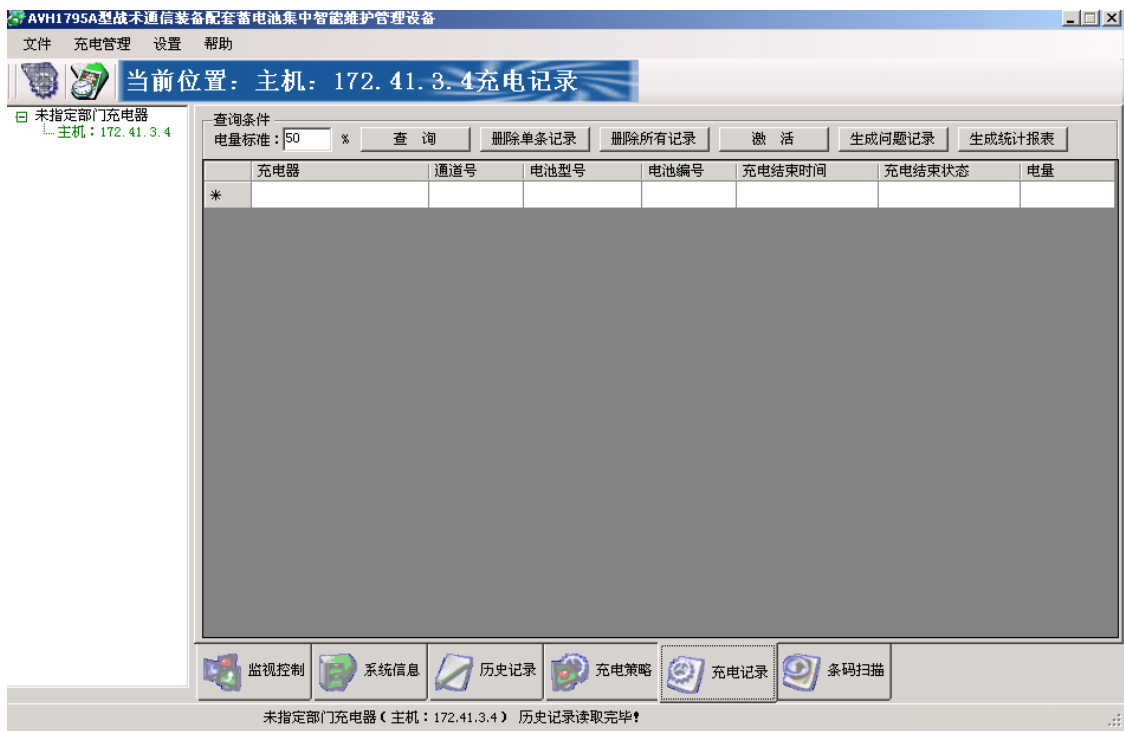 AVH1795A型战术通信装备配套蓄电池集中智能维护管理设备
文件 充电管理 设置 帮助
当前位置：主机：172.41.3.4充电记录
未指定部门充电器
主机：172.41.3.4
查询条件
电量标准：50 % 查 询 删除单条记录 删除所有记录 激 活 生成问题记录 生成统计报表
充电器 通道号 电池型号 电池编号 充电结束时间 充电结束状态 电量
*
监视控制 系统信息 历史记录 充电策略 充电记录 条码扫描
未指定部门充电器(主机：172.41.3.4) 历史记录读取完毕!